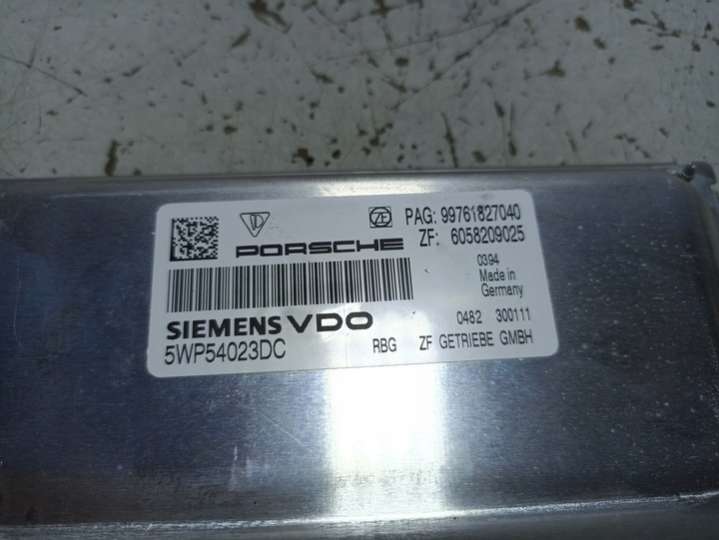 PAG: 99761827040
PORSCHE ZF: 6058209025
0394
Made in
Germany
SIEMENS VDO 0482 300111
5WP54023DC RBG ZF GETRIEBE GMBH